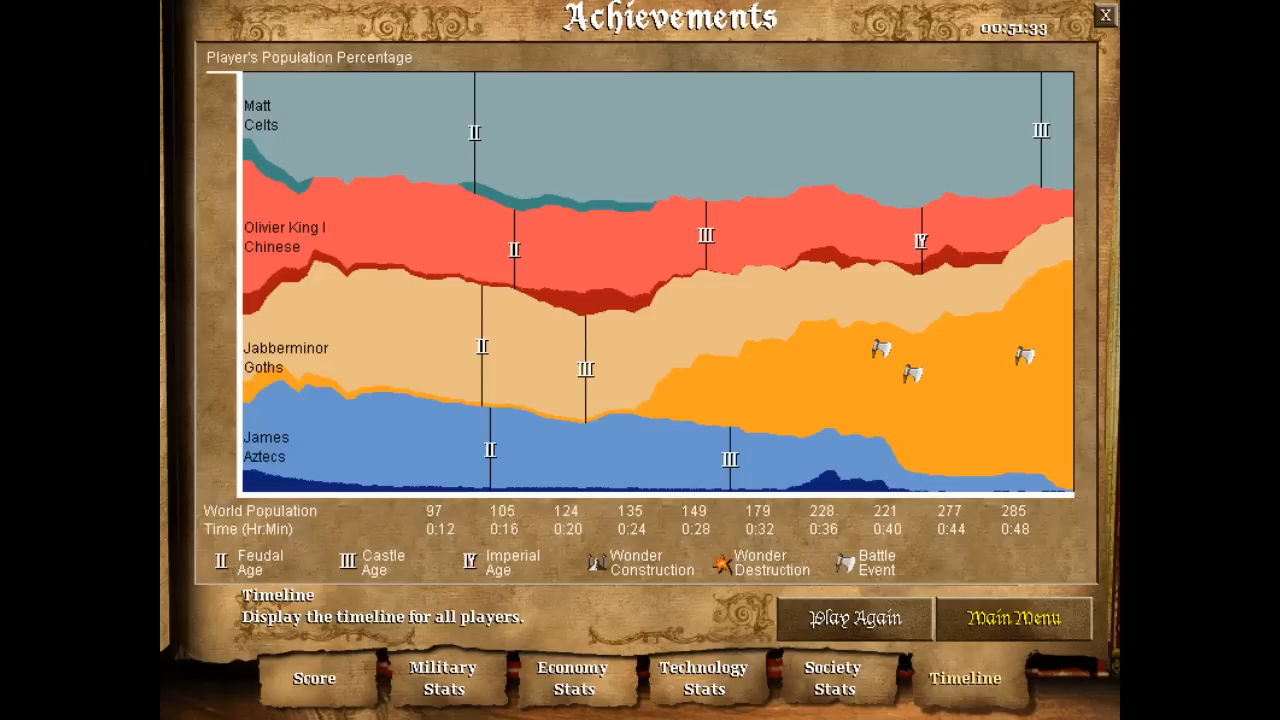 Achievements
00:51:33
X
Player's Population Percentage
Matt
Celts
II
III
Olivier King I
Chinese
II
III
IV
Jabberminor
Goths
II
III
James
Aztecs
II
III
World Population 97 105 124 135 149 179 228 221 277 285
Time (Hr:Min) 0:12 0:16 0:20 0:24 0:28 0:32 0:36 0:40 0:44 0:48
II Feudal Age
III Castle Age
IV Imperial Age
Wonder Construction
Wonder Destruction
Battle Event
Timeline
Display the timeline for all players.
Play Again
Main Menu
Score
Military Stats
Economy Stats
Technology Stats
Society Stats
Timeline